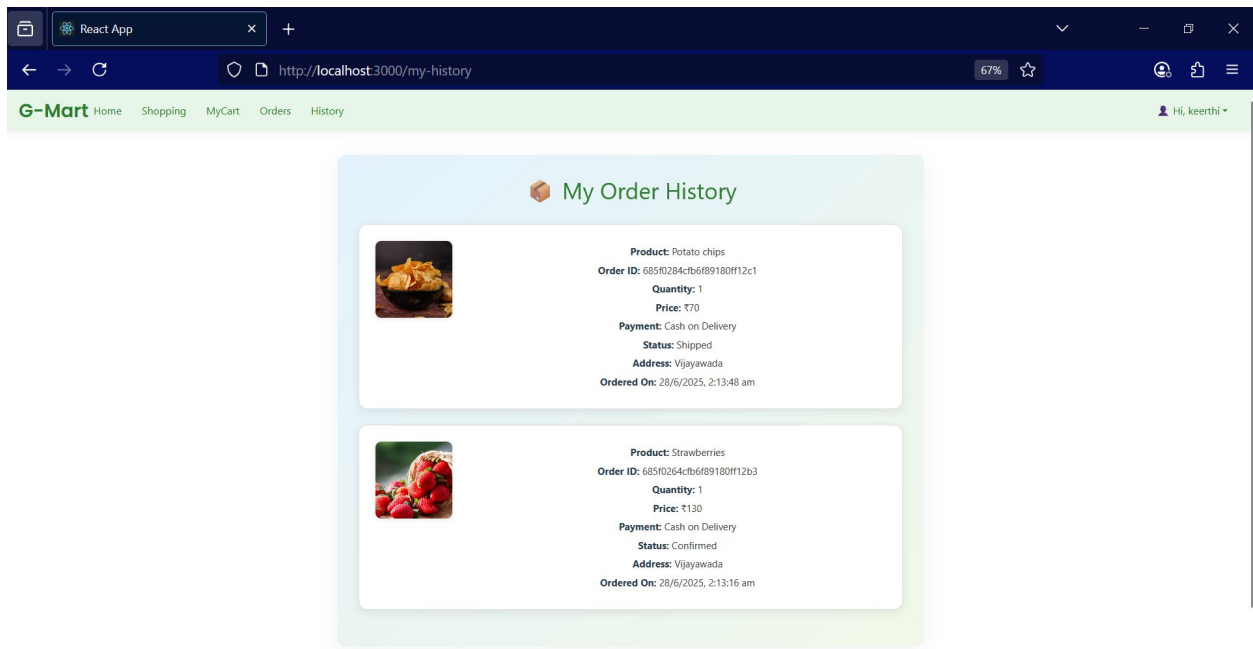 React App
http://localhost:3000/my-history
67%
G-Mart Home Shopping MyCart Orders History Hi, keerthi
My Order History
Product: Potato chips
Order ID: 685f0284cfb6f89180ff12c1
Quantity: 1
Price: ₹70
Payment: Cash on Delivery
Status: Shipped
Address: Vijayawada
Ordered On: 28/6/2025, 2:13:48 am
Product: Strawberries
Order ID: 685f0264cfb6f89180ff12b3
Quantity: 1
Price: ₹130
Payment: Cash on Delivery
Status: Confirmed
Address: Vijayawada
Ordered On: 28/6/2025, 2:13:16 am